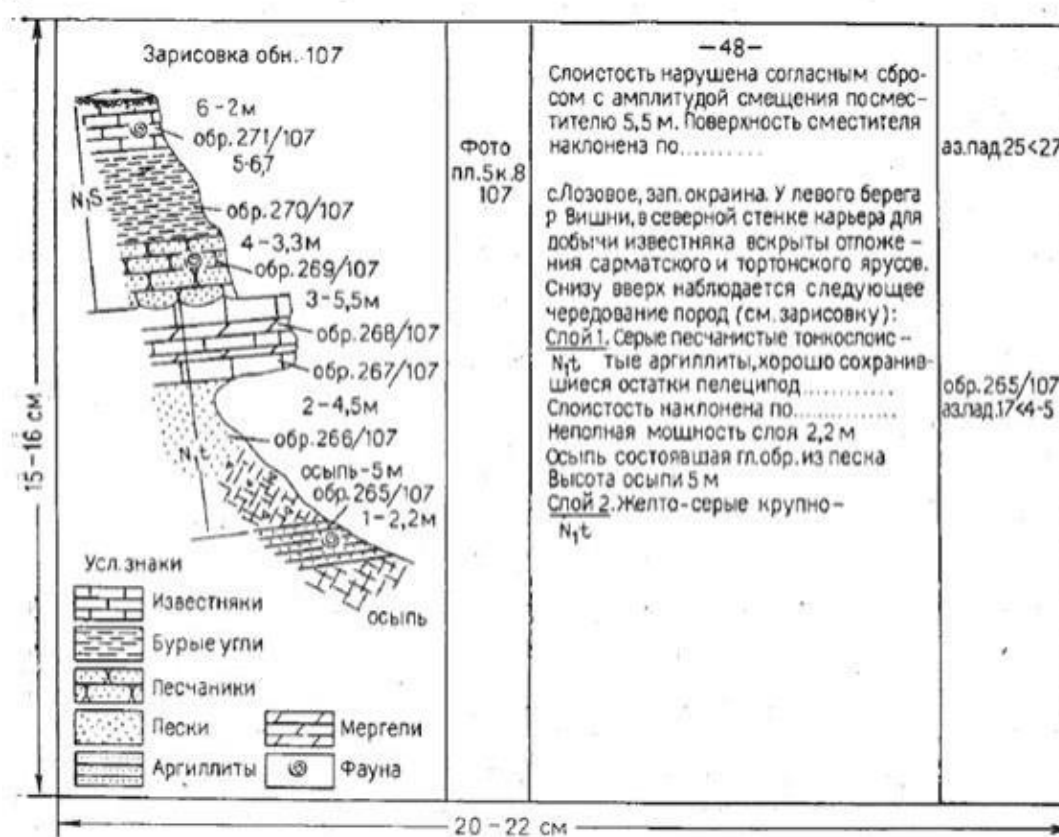 Зарисовка обн. 107
6-2м
обр.271/107
5-6,7
N₁S
обр.270/107
4-3,3м
обр.269/107
3-5,5м
обр.268/107
обр.267/107
2-4,5м
обр.266/107
N₁t
осыпь-5м
обр.265/107
1-2,2м
осыпь
Усл.знаки
Известняки
Бурые угли
Песчаники
Пески
Аргиллиты
Мергели
Фауна
Фото
пл.5к.8
107
-48-
Слоистость нарушена согласным сбро-
сом с амплитудой смещения посмес-
тителю 5,5 м. Поверхность сместителя
наклонена по..........
аз.пад.25<27
с.Лозовое, зап. окраина. У левого берега
р Вишни, в северной стенке карьера для
добычи известняка вскрыты отложе-
ния сарматского и тортонского ярусов.
Снизу вверх наблюдается следующее
чередование пород (см. зарисовку):
Слой 1. Серые песчанистые тонкослоис-
N₁t тые аргиллиты, хорошо сохранив-
шиеся остатки пелеципод............
обр.265/107
Слоистость наклонена по.............
аз.пад.17<4-5
Неполная мощность слоя 2,2 м
Осыпь состоявшая гл.обр. из песка
Высота осыпи 5 м
Слой 2. Желто-серые крупно-
N₁t
15-16 см
20-22 см